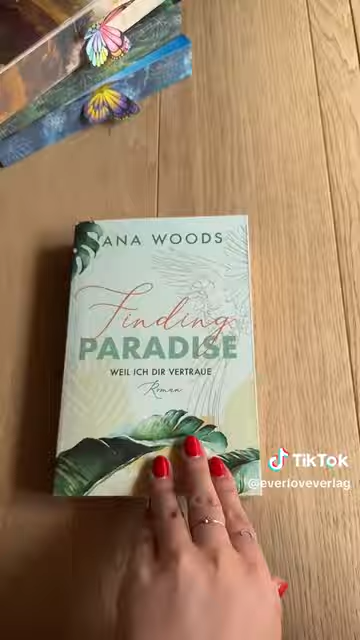 ANA WOODS
Finding
PARADISE
WEIL ICH DIR VERTRAUE
Roman
TikTok
@everloveverlag